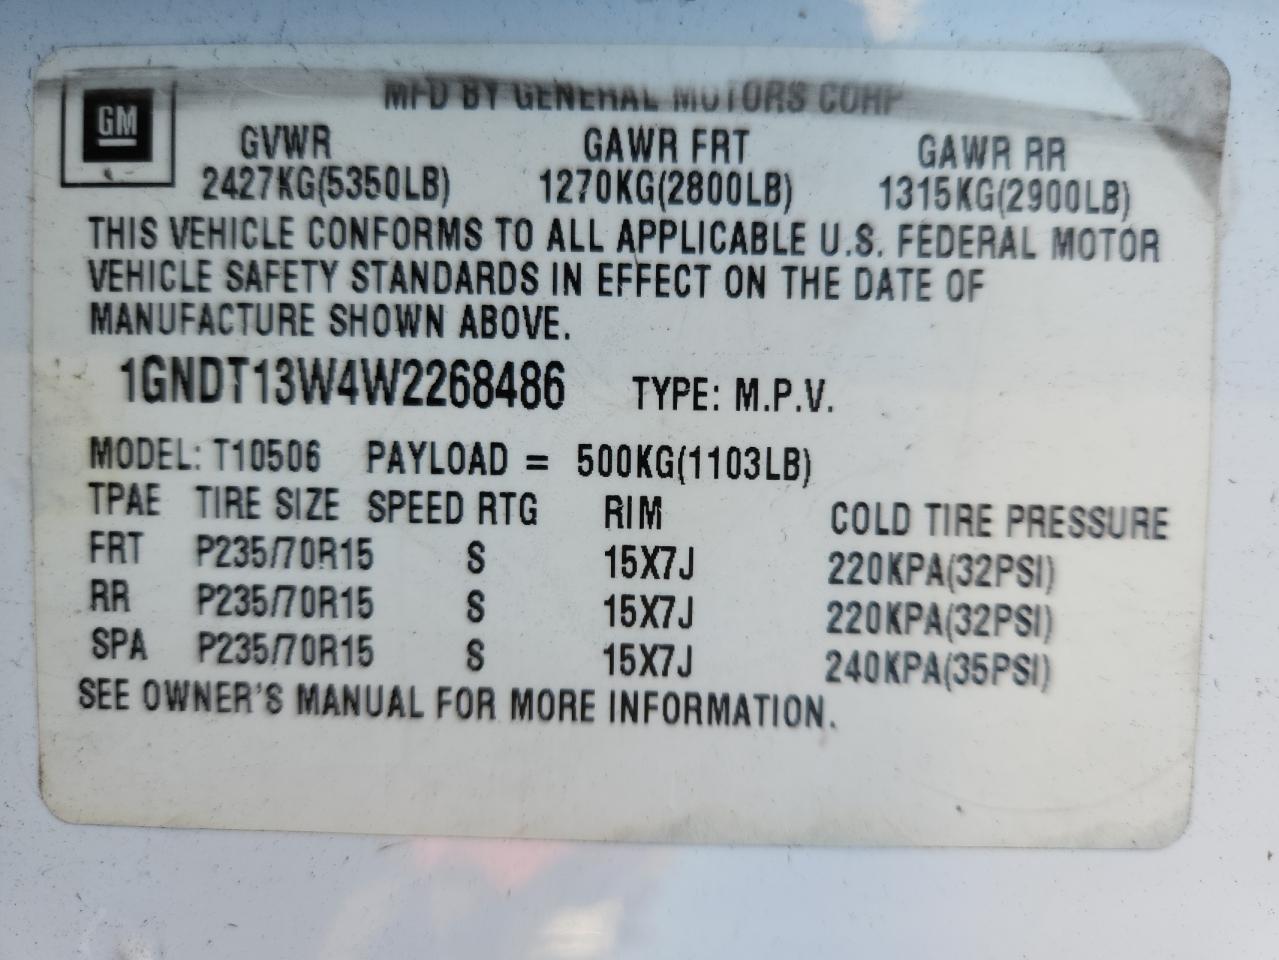 MFD BY GENERAL MOTORS CORP
GM
GVWR GAWR FRT GAWR RR
2427KG(5350LB) 1270KG(2800LB) 1315KG(2900LB)
THIS VEHICLE CONFORMS TO ALL APPLICABLE U.S. FEDERAL MOTOR
VEHICLE SAFETY STANDARDS IN EFFECT ON THE DATE OF
MANUFACTURE SHOWN ABOVE.
1GNDT13W4W2268486 TYPE: M.P.V.
MODEL: T10506 PAYLOAD = 500KG(1103LB)
TPAE TIRE SIZE SPEED RTG RIM COLD TIRE PRESSURE
FRT P235/70R15 S 15X7J 220KPA(32PSI)
RR P235/70R15 S 15X7J 220KPA(32PSI)
SPA P235/70R15 S 15X7J 240KPA(35PSI)
SEE OWNER'S MANUAL FOR MORE INFORMATION.